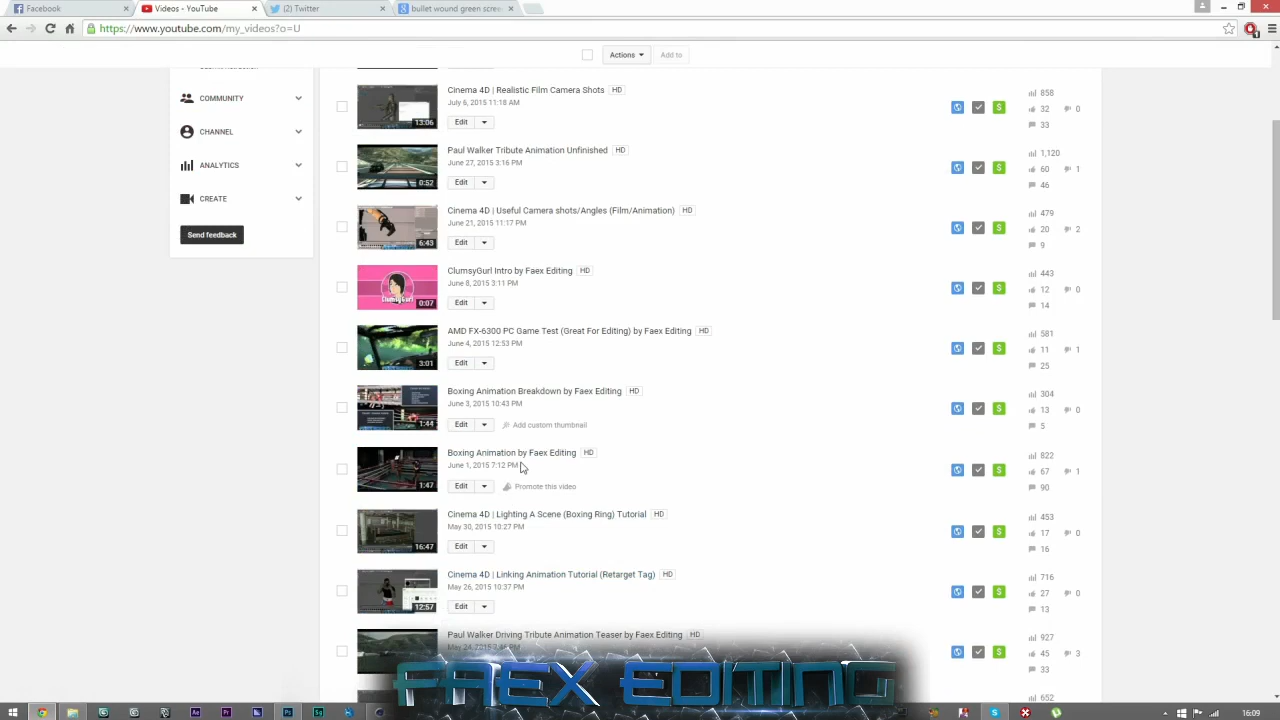 Facebook
Videos - YouTube
(2) Twitter
bullet wound green screen
https://www.youtube.com/my_videos?o=U
Actions
Add to
COMMUNITY
CHANNEL
ANALYTICS
CREATE
Send feedback
Cinema 4D | Realistic Film Camera Shots HD
July 6, 2015 11:18 AM
13:06
Edit
858
32 0
33
Paul Walker Tribute Animation Unfinished HD
June 27, 2015 3:16 PM
0:52
Edit
1,120
60 1
46
Cinema 4D | Useful Camera shots/Angles (Film/Animation) HD
June 21, 2015 11:17 PM
6:43
Edit
479
20 2
9
ClumsyGurl Intro by Faex Editing HD
June 8, 2015 3:11 PM
ClumsyGurl
0:07
Edit
443
12 0
14
AMD FX-6300 PC Game Test (Great For Editing) by Faex Editing HD
June 4, 2015 12:53 PM
3:01
Edit
581
11 1
25
Boxing Animation Breakdown by Faex Editing HD
June 3, 2015 10:43 PM
1:44
Edit Add custom thumbnail
304
13 0
5
Boxing Animation by Faex Editing HD
June 1, 2015 7:12 PM
1:47
Edit Promote this video
822
67 1
90
Cinema 4D | Lighting A Scene (Boxing Ring) Tutorial HD
May 30, 2015 10:27 PM
16:47
Edit
453
17 0
16
Cinema 4D | Linking Animation Tutorial (Retarget Tag) HD
May 26, 2015 10:37 PM
12:57
Edit
716
27 0
13
Paul Walker Driving Tribute Animation Teaser by Faex Editing HD
927
45 3
33
652
FAEX EDITING
16:09